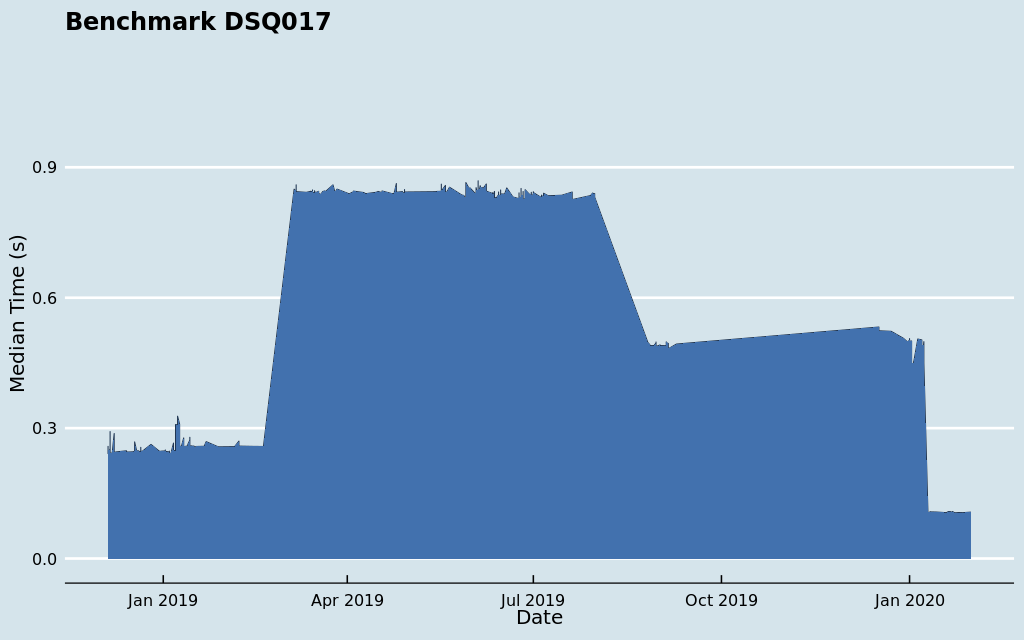 Benchmark DSQ017
Median Time (s)
0.9
0.6
0.3
0.0
Jan 2019
Apr 2019
Jul 2019
Oct 2019
Jan 2020
Date